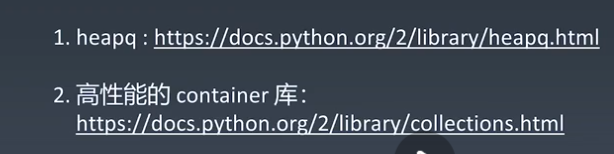 1. heapq : https://docs.python.org/2/library/heapq.html
2. 高性能的 container 库：
https://docs.python.org/2/library/collections.html